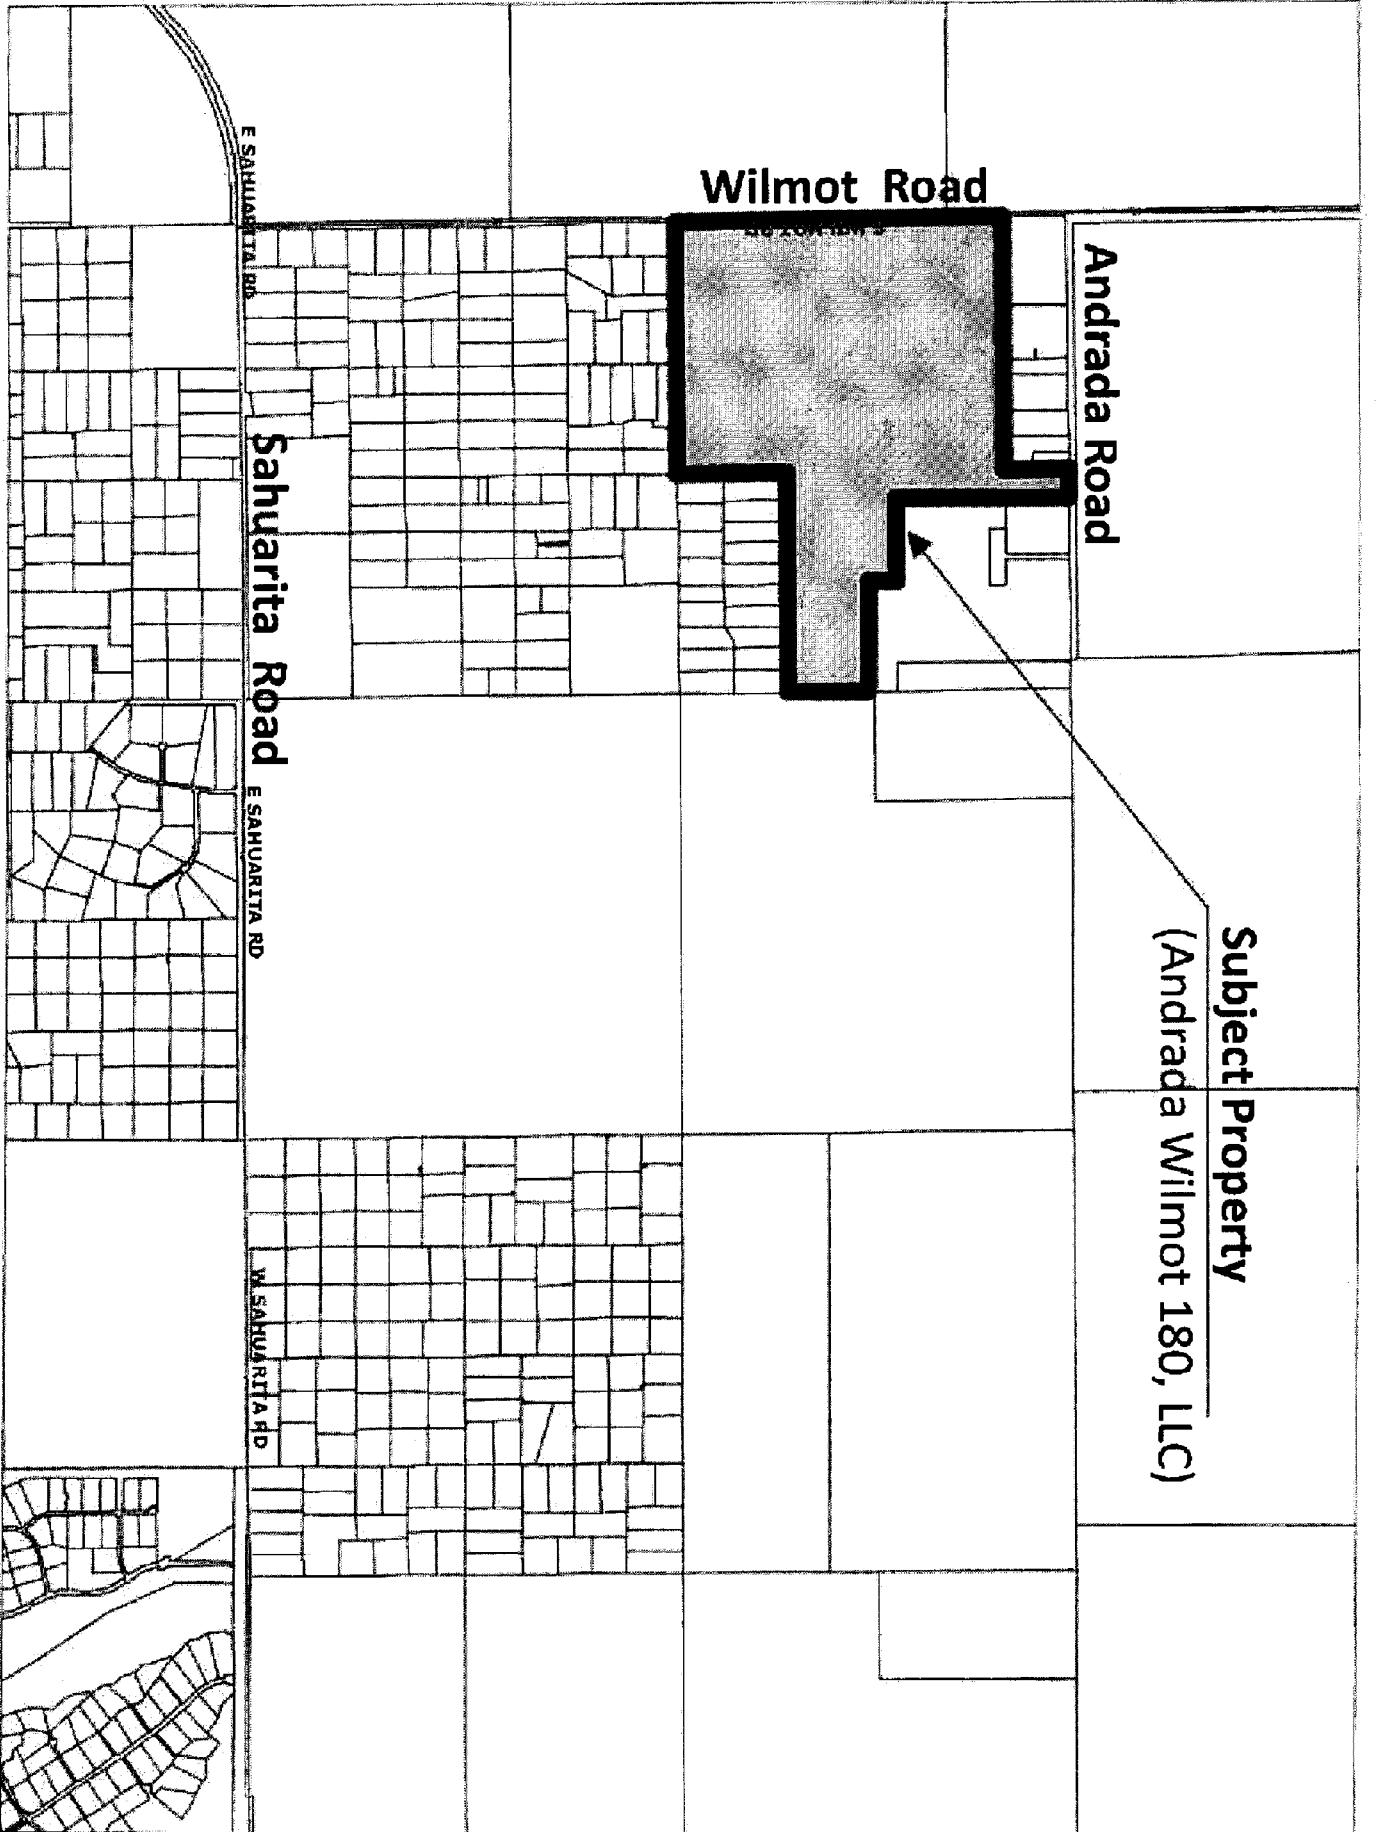 Wilmot Road
Andrada Road
Subject Property
(Andrada Wilmot 180, LLC)
Sahuarita Road
E SAHUARITA RD
E SAHUARITA RD
W SAHUARITA RD